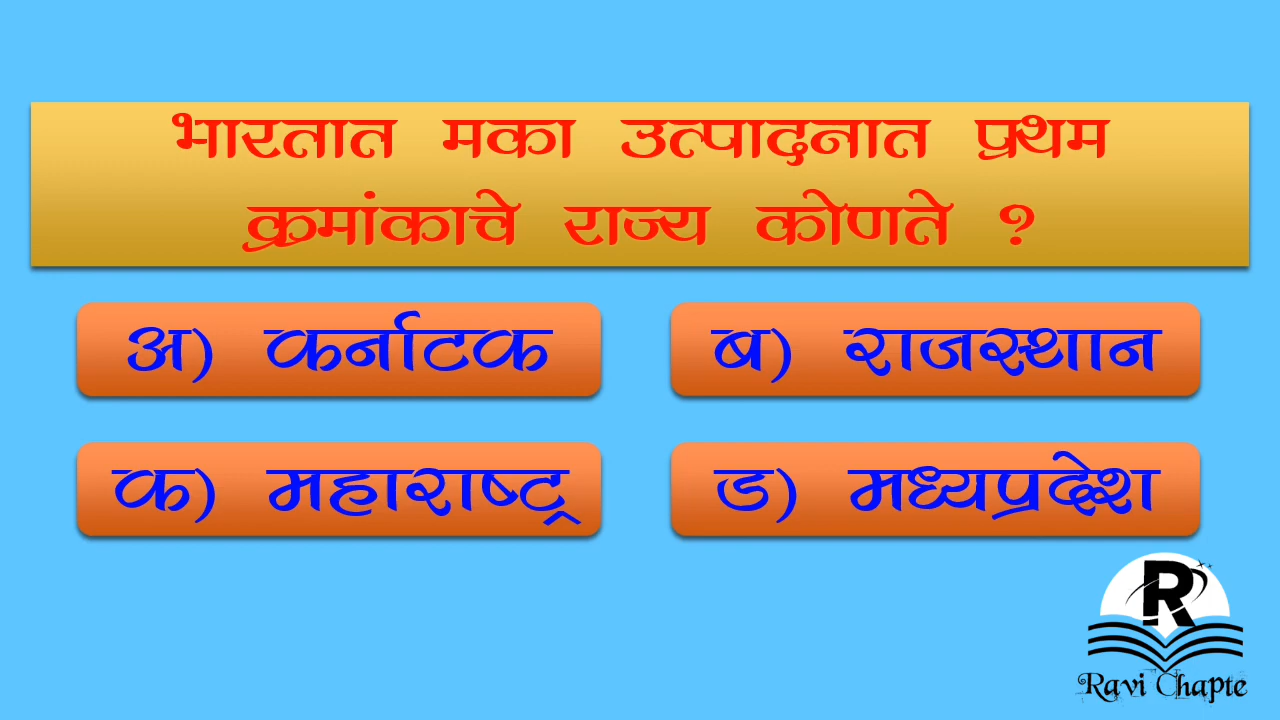 भारतात मका उत्पादनात प्रथम
क्रमांकाचे राज्य कोणते ?
अ) कर्नाटक
ब) राजस्थान
क) महाराष्ट्र
ड) मध्यप्रदेश
R
Ravi Chapte